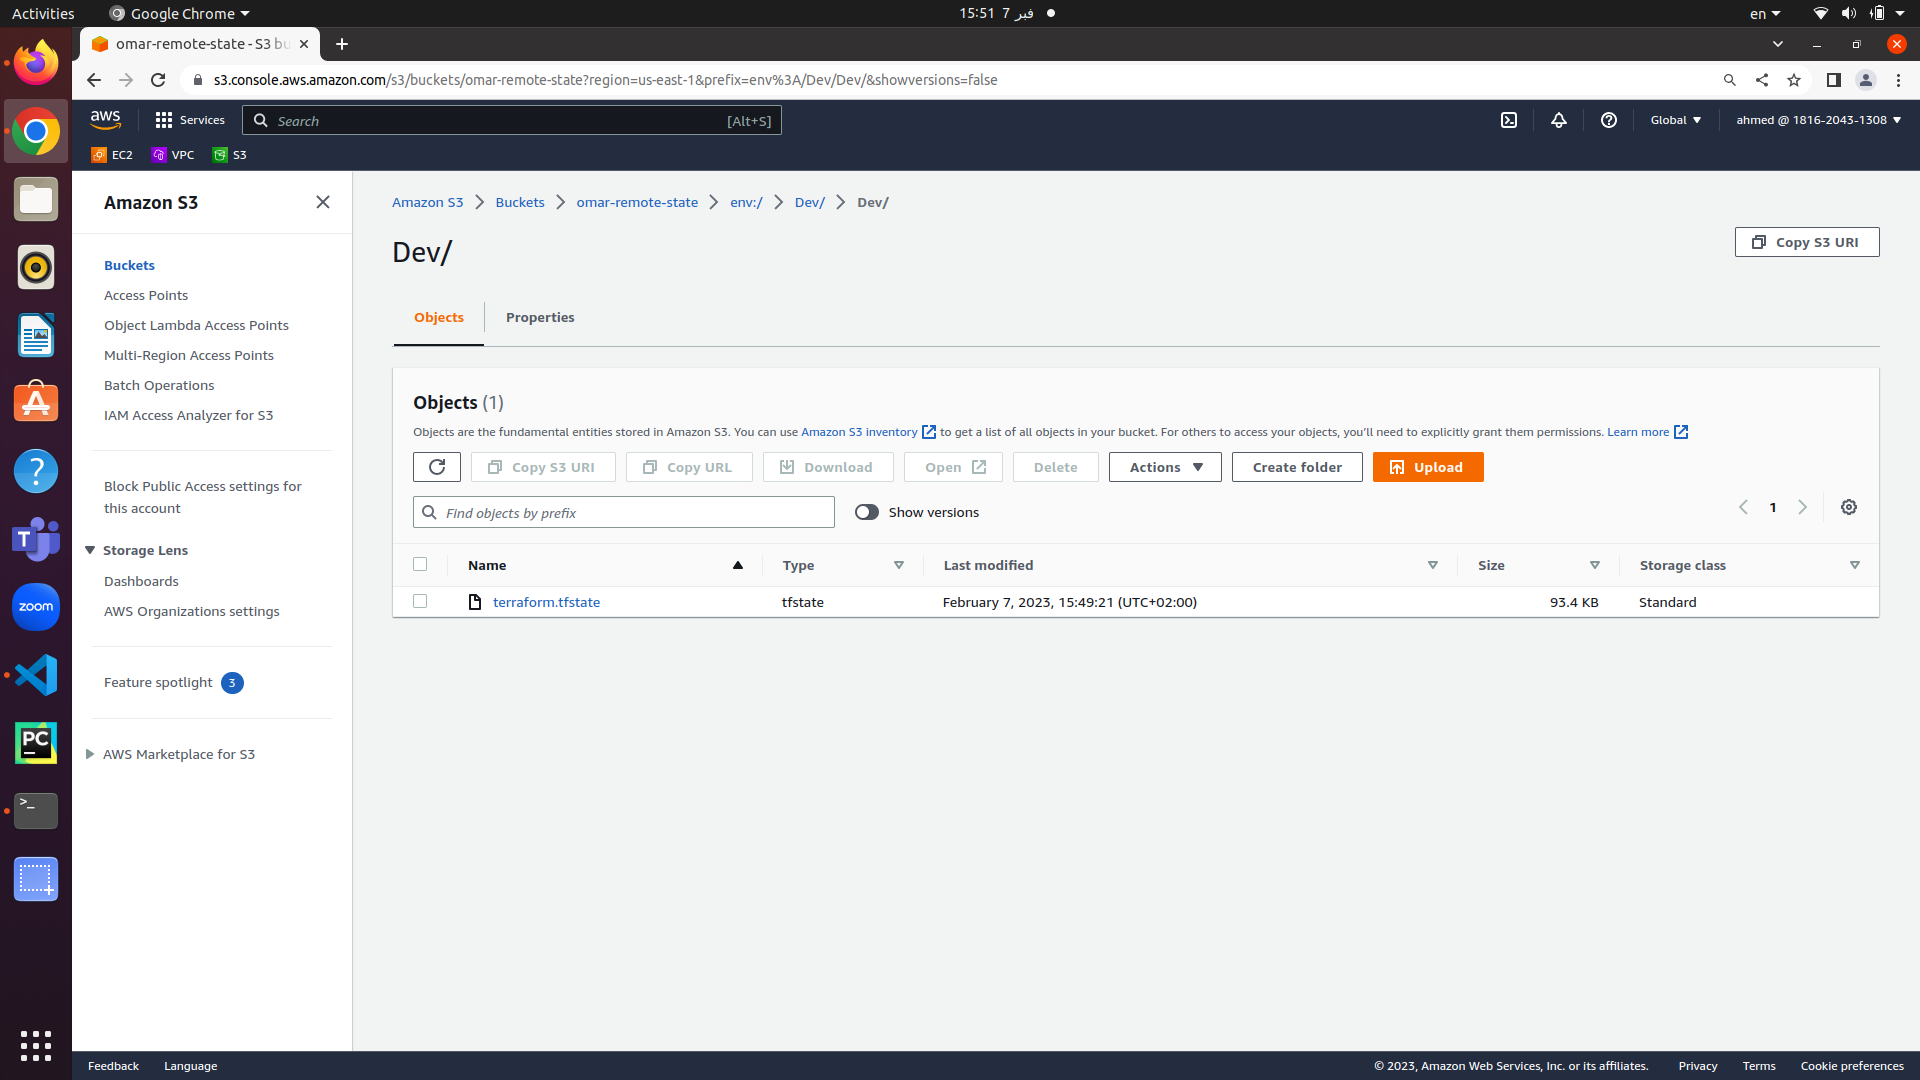 Activities
Google Chrome
15:51 7 فبر
en
omar-remote-state - S3 bu
s3.console.aws.amazon.com/s3/buckets/omar-remote-state?region=us-east-1&prefix=env%3A/Dev/Dev/&showversions=false
aws
Services
Search
[Alt+S]
Global
ahmed @ 1816-2043-1308
EC2
VPC
S3
Amazon S3
Amazon S3
Buckets
omar-remote-state
env:/
Dev/
Dev/
Dev/
Copy S3 URI
Buckets
Access Points
Object Lambda Access Points
Multi-Region Access Points
Batch Operations
IAM Access Analyzer for S3
Block Public Access settings for
this account
Storage Lens
Dashboards
AWS Organizations settings
Feature spotlight 3
AWS Marketplace for S3
Objects
Properties
Objects (1)
Objects are the fundamental entities stored in Amazon S3. You can use Amazon S3 inventory to get a list of all objects in your bucket. For others to access your objects, you'll need to explicitly grant them permissions. Learn more
Copy S3 URI
Copy URL
Download
Open
Delete
Actions
Create folder
Upload
Find objects by prefix
Show versions
1
Name
Type
Last modified
Size
Storage class
terraform.tfstate
tfstate
February 7, 2023, 15:49:21 (UTC+02:00)
93.4 KB
Standard
T
zoom
PC
>_
Feedback
Language
© 2023, Amazon Web Services, Inc. or its affiliates.
Privacy
Terms
Cookie preferences